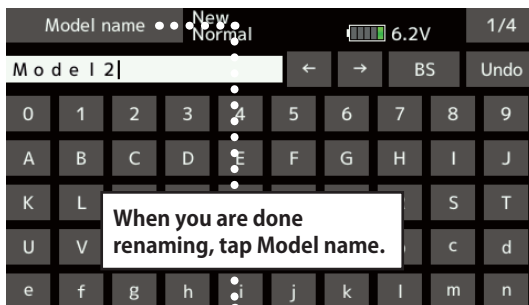 Model name New Normal 6.2V 1/4
Model2 ← → BS Undo
0 1 2 3 4 5 6 7 8 9
A B C D E F G H I J
K L S T
When you are done
renaming, tap Model name.
U V c d
e f g h i j k l m n